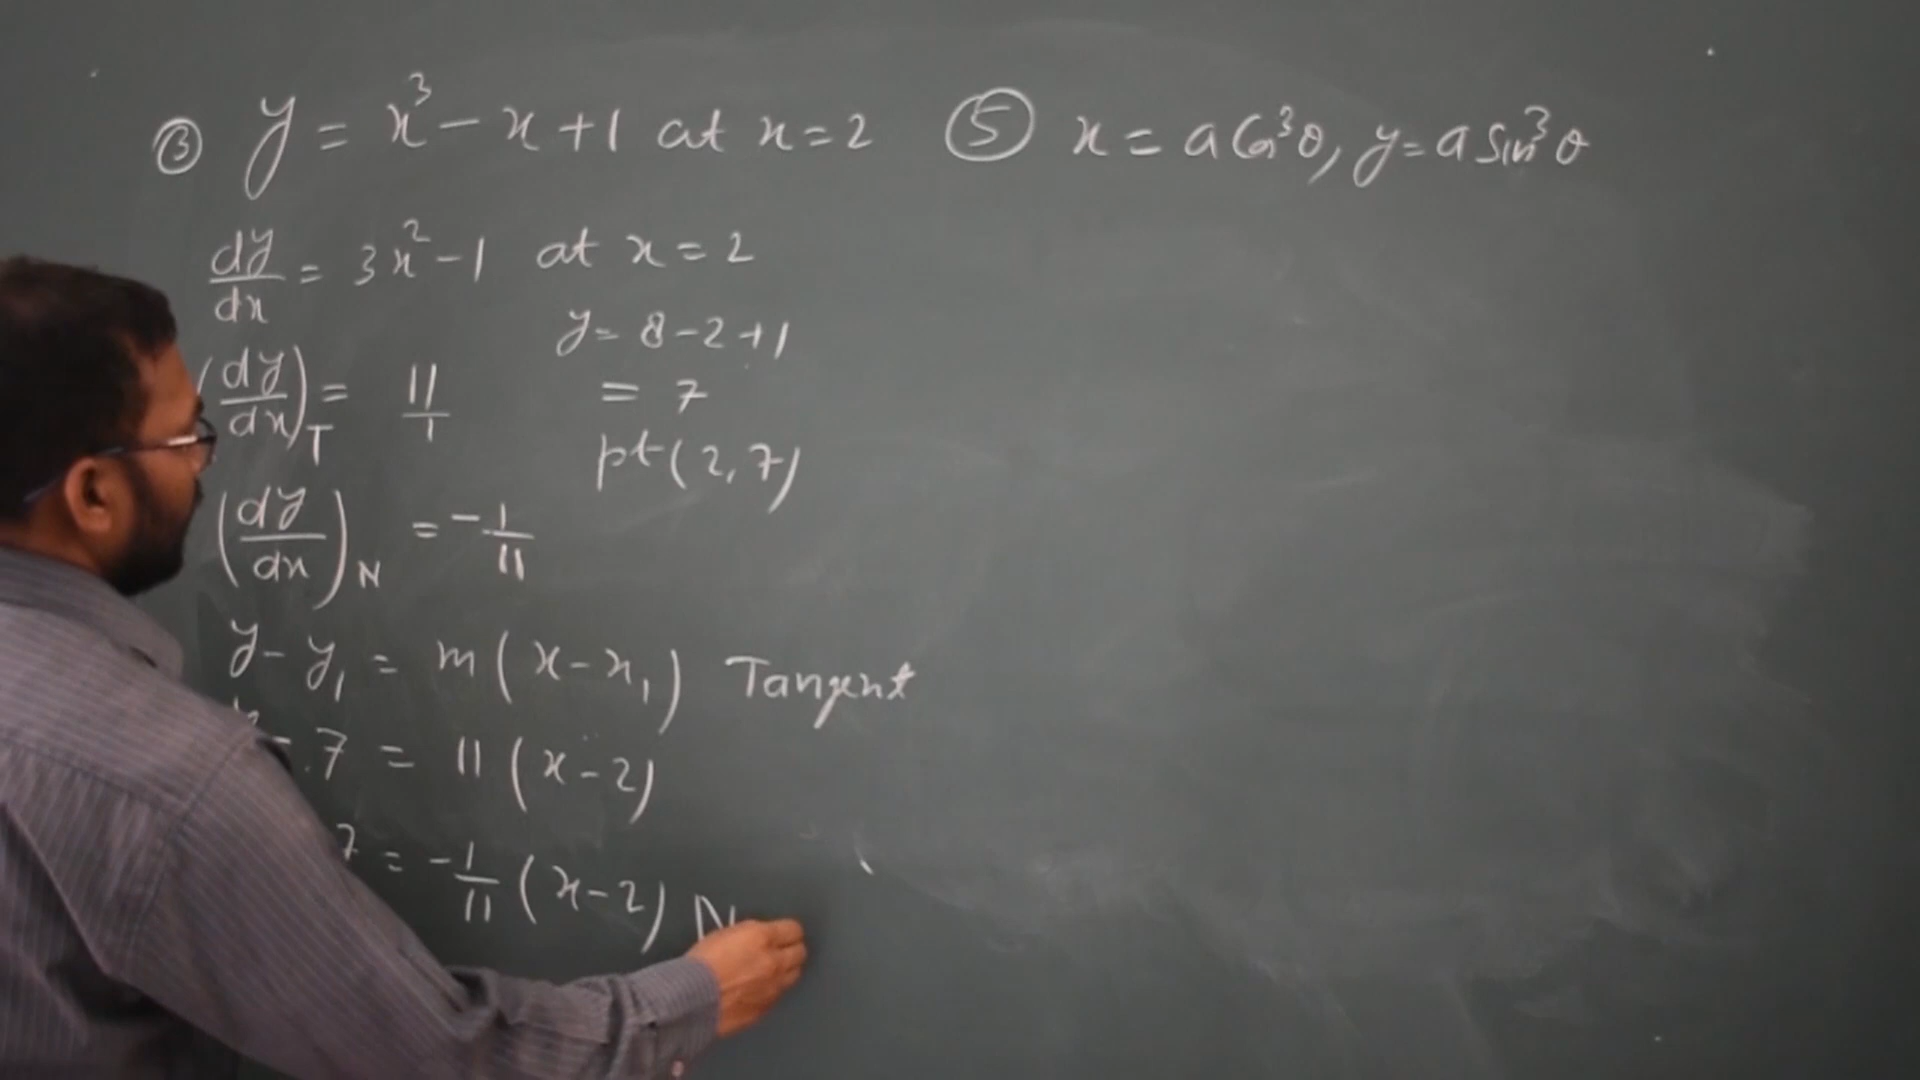 ③ y = x³ - x + 1 at x = 2
dy/dx = 3x² - 1 at x = 2
y = 8 - 2 + 1
= 7
pt (2, 7)
(dy/dx)T = 11/1
(dy/dx)N = -1/11
y - y₁ = m(x - x₁) Tangent
- 7 = 11(x - 2)
7 = -1/11 (x - 2) N
⑤ x = a Cos³θ, y = a Sin³θ